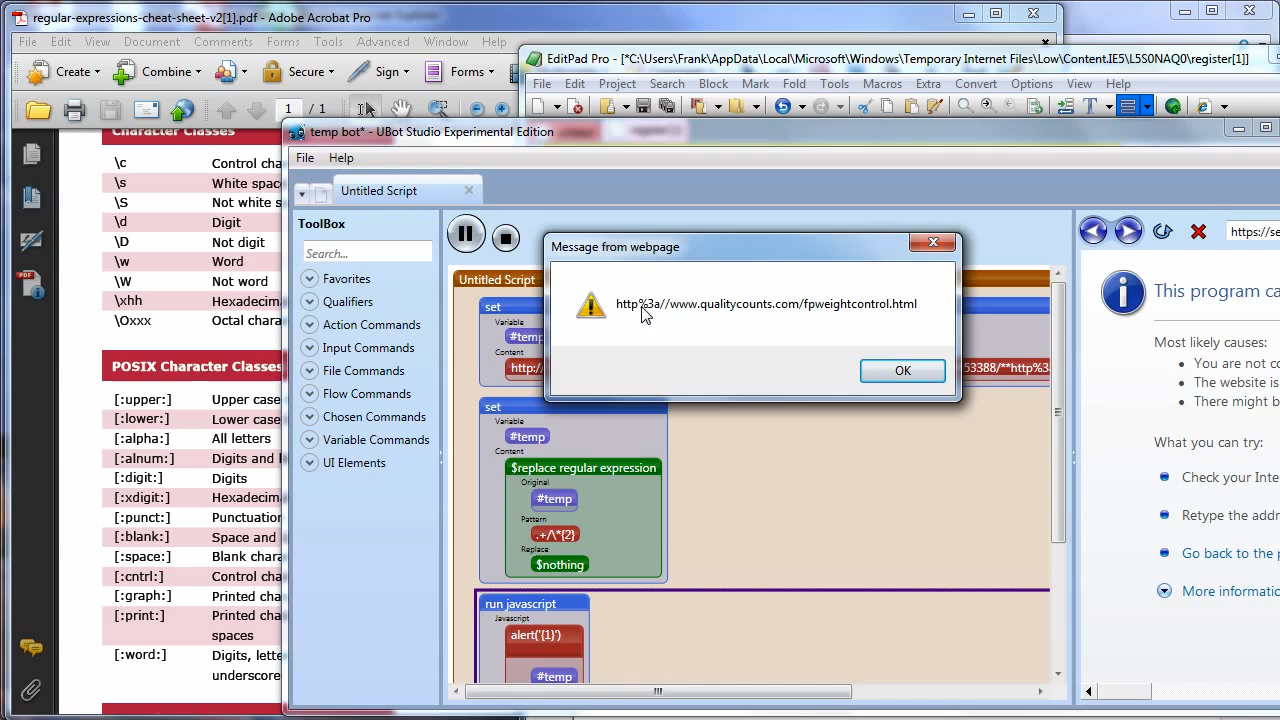 regular-expressions-cheat-sheet-v2[1].pdf - Adobe Acrobat Pro
File Edit View Document Comments Forms Tools Advanced Window Help
Create Combine Secure Sign Forms
1 / 1
EditPad Pro - [*C:\Users\Frank\AppData\Local\Microsoft\Windows\Temporary Internet Files\Low\Content.IE5\ES0NAQ0\register[1]]
File Edit Project Search Block Mark Fold Tools Macros Extra Convert Options View Help
Character Classes
\c Control cha
\s White spac
\S Not white s
\d Digit
\D Not digit
\w Word
\W Not word
\xhh Hexadecim
\Oxxx Octal chara
POSIX Character Classes
[:upper:] Upper case
[:lower:] Lower case
[:alpha:] All letters
[:alnum:] Digits and l
[:digit:] Digits
[:xdigit:] Hexadecima
[:punct:] Punctuation
[:blank:] Space and
[:space:] Blank chara
[:cntrl:] Control cha
[:graph:] Printed cha
[:print:] Printed cha
spaces
[:word:] Digits, lette
underscore
temp bot* - UBot Studio Experimental Edition
File Help
Untitled Script
ToolBox
Search...
Favorites
Qualifiers
Action Commands
Input Commands
File Commands
Flow Commands
Chosen Commands
Variable Commands
UI Elements
Untitled Script
set
Variable
#temp
Content
http:/
53388/**http%3
set
Variable
#temp
Content
$replace regular expression
Original
#temp
Pattern
.+/\*{2}
Replace
$nothing
run javascript
Javascript
alert('{1}')
#temp
Message from webpage
http%3a//www.qualitycounts.com/fpweightcontrol.html
OK
https://se
This program ca
Most likely causes:
You are not co
The website is
There might b
What you can try:
Check your Inte
Retype the addr
Go back to the p
More informatio